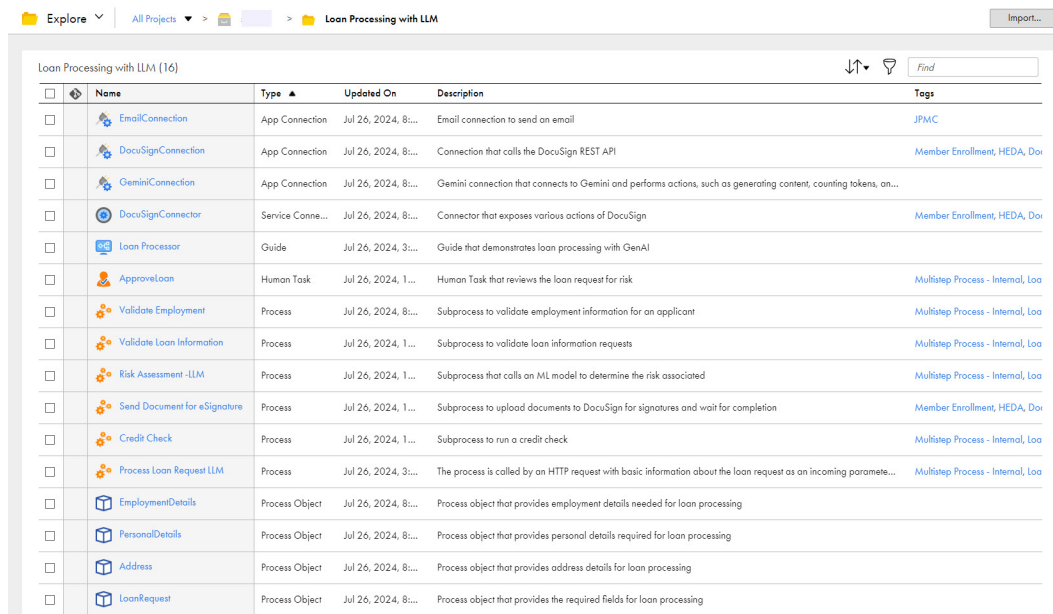 Explore All Projects > > Loan Processing with LLM Import...
Loan Processing with LLM (16) Find
Name Type Updated On Description Tags
EmailConnection App Connection Jul 26, 2024, 8:... Email connection to send an email JPMC
DocuSignConnection App Connection Jul 26, 2024, 8:... Connection that calls the DocuSign REST API Member Enrollment, HEDA, Do
GeminiConnection App Connection Jul 26, 2024, 8:... Gemini connection that connects to Gemini and performs actions, such as generating content, counting tokens, an...
DocuSignConnector Service Conne... Jul 26, 2024, 8:... Connector that exposes various actions of DocuSign Member Enrollment, HEDA, Do
Loan Processor Guide Jul 26, 2024, 3:... Guide that demonstrates loan processing with GenAI
ApproveLoan Human Task Jul 26, 2024, 1... Human Task that reviews the loan request for risk Multistep Process - Internal, Loa
Validate Employment Process Jul 26, 2024, 8:... Subprocess to validate employment information for an applicant Multistep Process - Internal, Loa
Validate Loan Information Process Jul 26, 2024, 1... Subprocess to validate loan information requests Multistep Process - Internal, Loa
Risk Assessment -LLM Process Jul 26, 2024, 1... Subprocess that calls an ML model to determine the risk associated Multistep Process - Internal, Loa
Send Document for eSignature Process Jul 26, 2024, 1... Subprocess to upload documents to DocuSign for signatures and wait for completion Member Enrollment, HEDA, Do
Credit Check Process Jul 26, 2024, 1... Subprocess to run a credit check Multistep Process - Internal, Loa
Process Loan Request LLM Process Jul 26, 2024, 3:... The process is called by an HTTP request with basic information about the loan request as an incoming paramete... Multistep Process - Internal, Loa
EmploymentDetails Process Object Jul 26, 2024, 8:... Process object that provides employment details needed for loan processing
PersonalDetails Process Object Jul 26, 2024, 8:... Process object that provides personal details required for loan processing
Address Process Object Jul 26, 2024, 8:... Process object that provides address details for loan processing
LoanRequest Process Object Jul 26, 2024, 8:... Process object that provides the required fields for loan processing